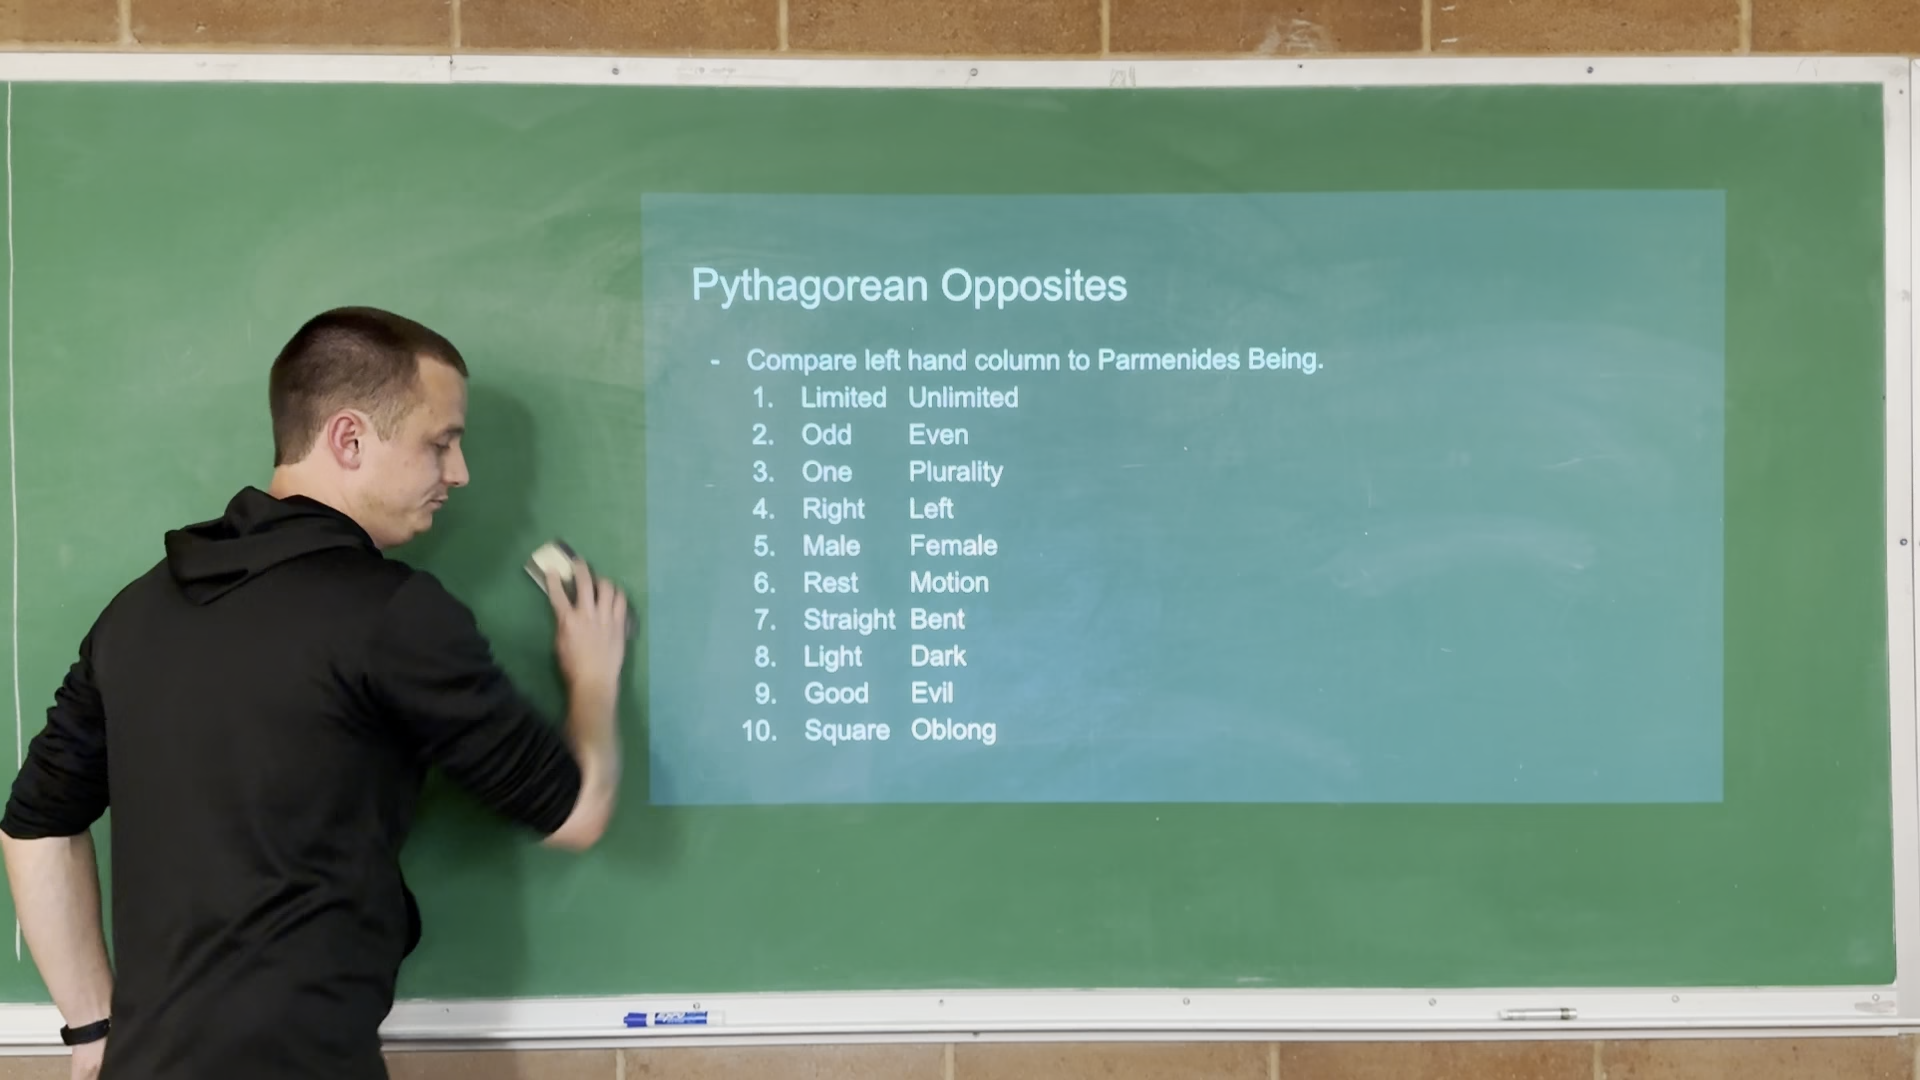 Pythagorean Opposites
- Compare left hand column to Parmenides Being.
1. Limited Unlimited
2. Odd Even
3. One Plurality
4. Right Left
5. Male Female
6. Rest Motion
7. Straight Bent
8. Light Dark
9. Good Evil
10. Square Oblong
EXPO